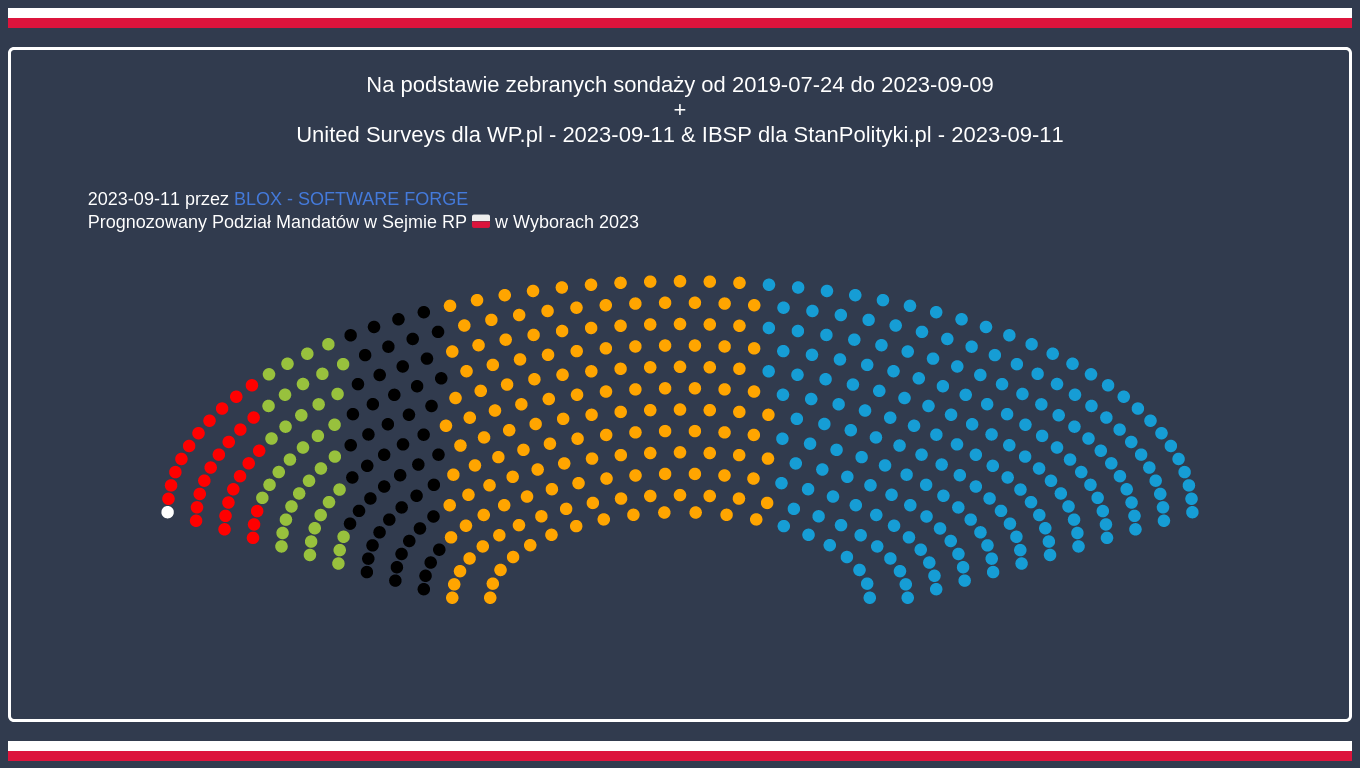 Na podstawie zebranych sondaży od 2019-07-24 do 2023-09-09
+
United Surveys dla WP.pl - 2023-09-11 & IBSP dla StanPolityki.pl - 2023-09-11
2023-09-11 przez BLOX - SOFTWARE FORGE
Prognozowany Podział Mandatów w Sejmie RP 🇵🇱 w Wyborach 2023